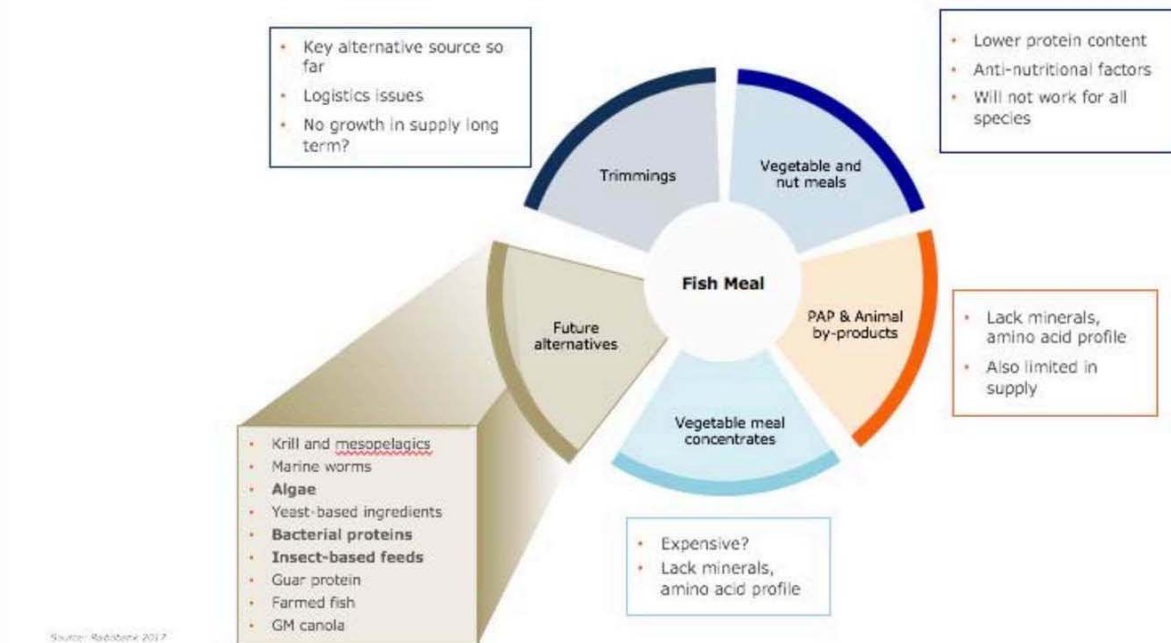 • Key alternative source so
far
• Logistics issues
• No growth in supply long
term?
• Lower protein content
• Anti-nutritional factors
• Will not work for all
species
Trimmings
Vegetable and
nut meals
Fish Meal
PAP & Animal
by-products
• Lack minerals,
amino acid profile
• Also limited in
supply
Future
alternatives
Vegetable meal
concentrates
• Krill and mesopelagics
• Marine worms
• Algae
• Yeast-based ingredients
• Bacterial proteins
• Insect-based feeds
• Guar protein
• Farmed fish
• GM canola
• Expensive?
• Lack minerals,
amino acid profile
Source: Rabobank 2017